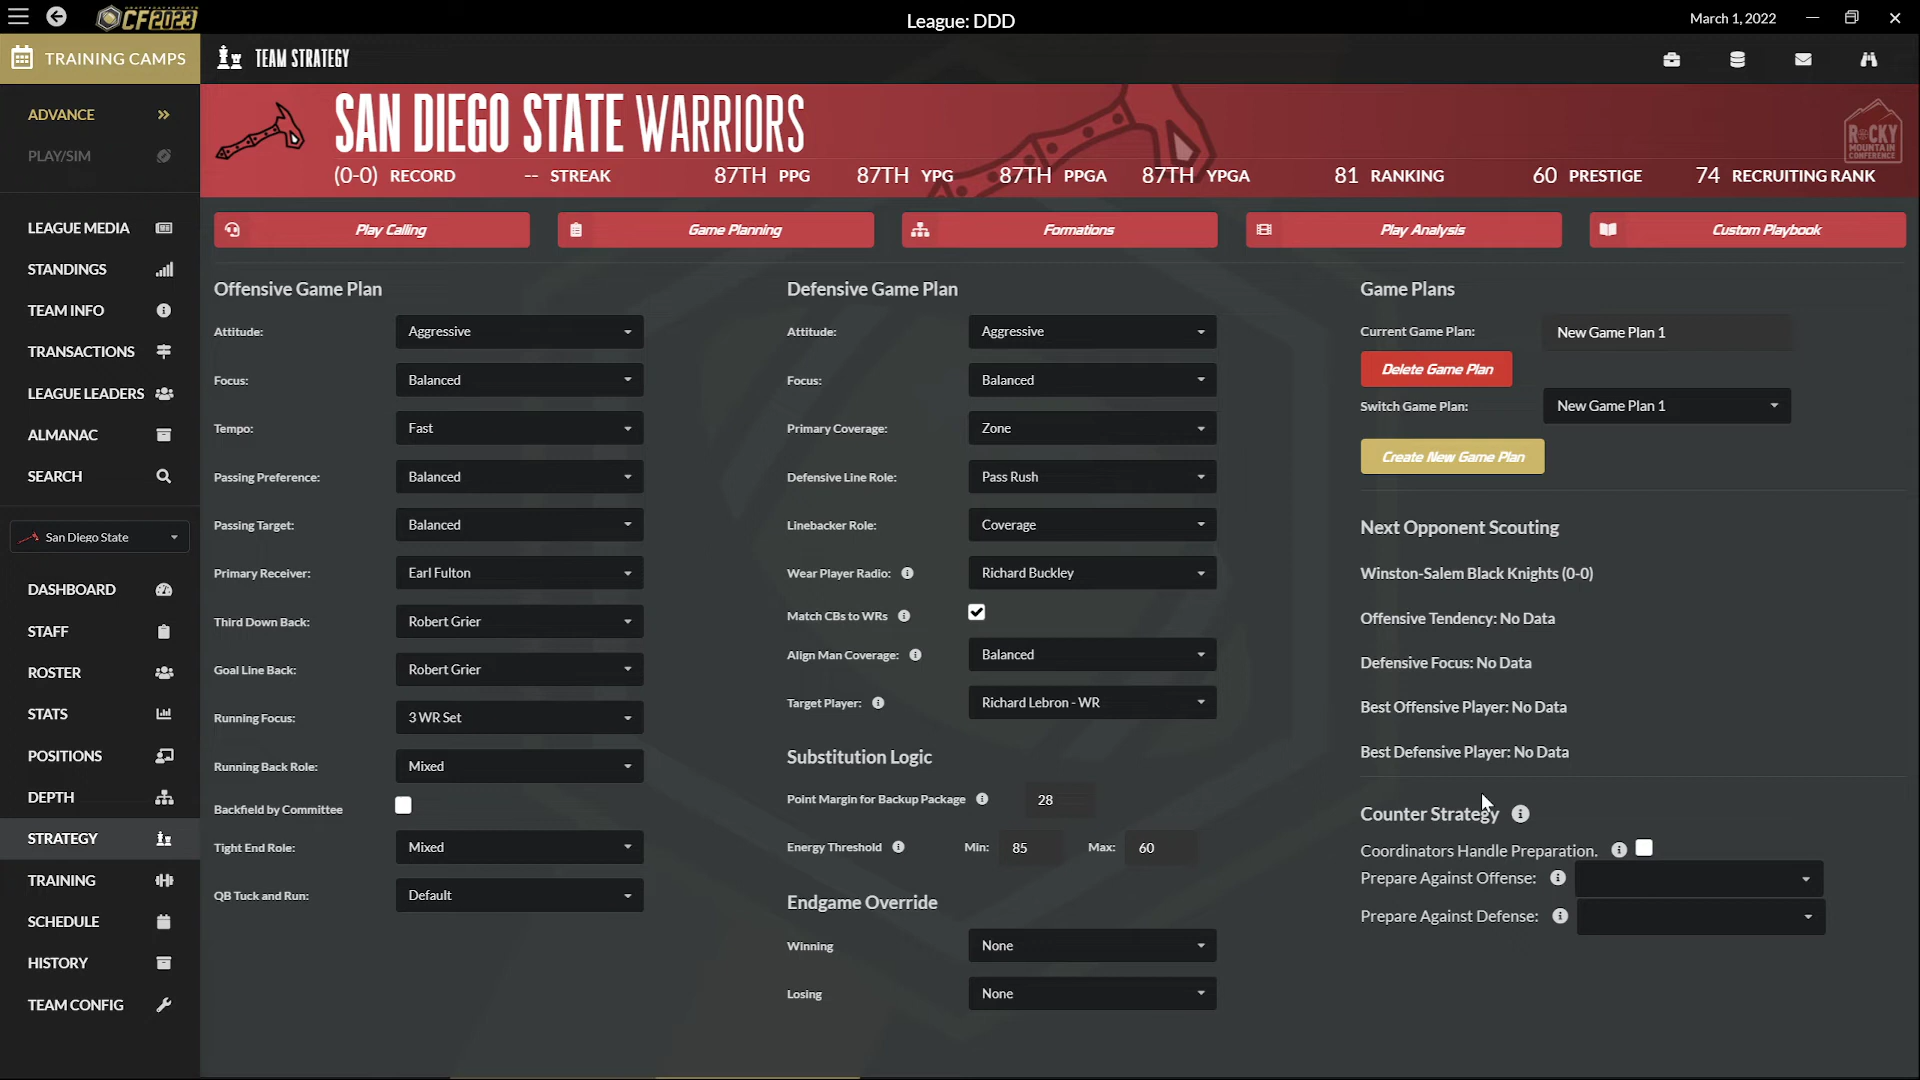 CF2023
League: DDD
March 1, 2022
TRAINING CAMPS
TEAM STRATEGY
ADVANCE
PLAY/SIM
SAN DIEGO STATE WARRIORS
ROCKY
MOUNTAIN
CONFERENCE
(0-0) RECORD
-- STREAK
87TH PPG
87TH YPG
87TH PPGA
87TH YPGA
81 RANKING
60 PRESTIGE
74 RECRUITING RANK
LEAGUE MEDIA
STANDINGS
TEAM INFO
TRANSACTIONS
LEAGUE LEADERS
ALMANAC
SEARCH
San Diego State
DASHBOARD
STAFF
ROSTER
STATS
POSITIONS
DEPTH
STRATEGY
TRAINING
SCHEDULE
HISTORY
TEAM CONFIG
Play Calling
Game Planning
Formations
Play Analysis
Custom Playbook
Offensive Game Plan
Attitude: Aggressive
Focus: Balanced
Tempo: Fast
Passing Preference: Balanced
Passing Target: Balanced
Primary Receiver: Earl Fulton
Third Down Back: Robert Grier
Goal Line Back: Robert Grier
Running Focus: 3 WR Set
Running Back Role: Mixed
Backfield by Committee
Tight End Role: Mixed
QB Tuck and Run: Default
Defensive Game Plan
Attitude: Aggressive
Focus: Balanced
Primary Coverage: Zone
Defensive Line Role: Pass Rush
Linebacker Role: Coverage
Wear Player Radio: Richard Buckley
Match CBs to WRs
Align Man Coverage: Balanced
Target Player: Richard Lebron - WR
Substitution Logic
Point Margin for Backup Package 28
Energy Threshold Min: 85 Max: 60
Endgame Override
Winning None
Losing None
Game Plans
Current Game Plan: New Game Plan 1
Delete Game Plan
Switch Game Plan: New Game Plan 1
Create New Game Plan
Next Opponent Scouting
Winston-Salem Black Knights (0-0)
Offensive Tendency: No Data
Defensive Focus: No Data
Best Offensive Player: No Data
Best Defensive Player: No Data
Counter Strategy
Coordinators Handle Preparation.
Prepare Against Offense:
Prepare Against Defense: